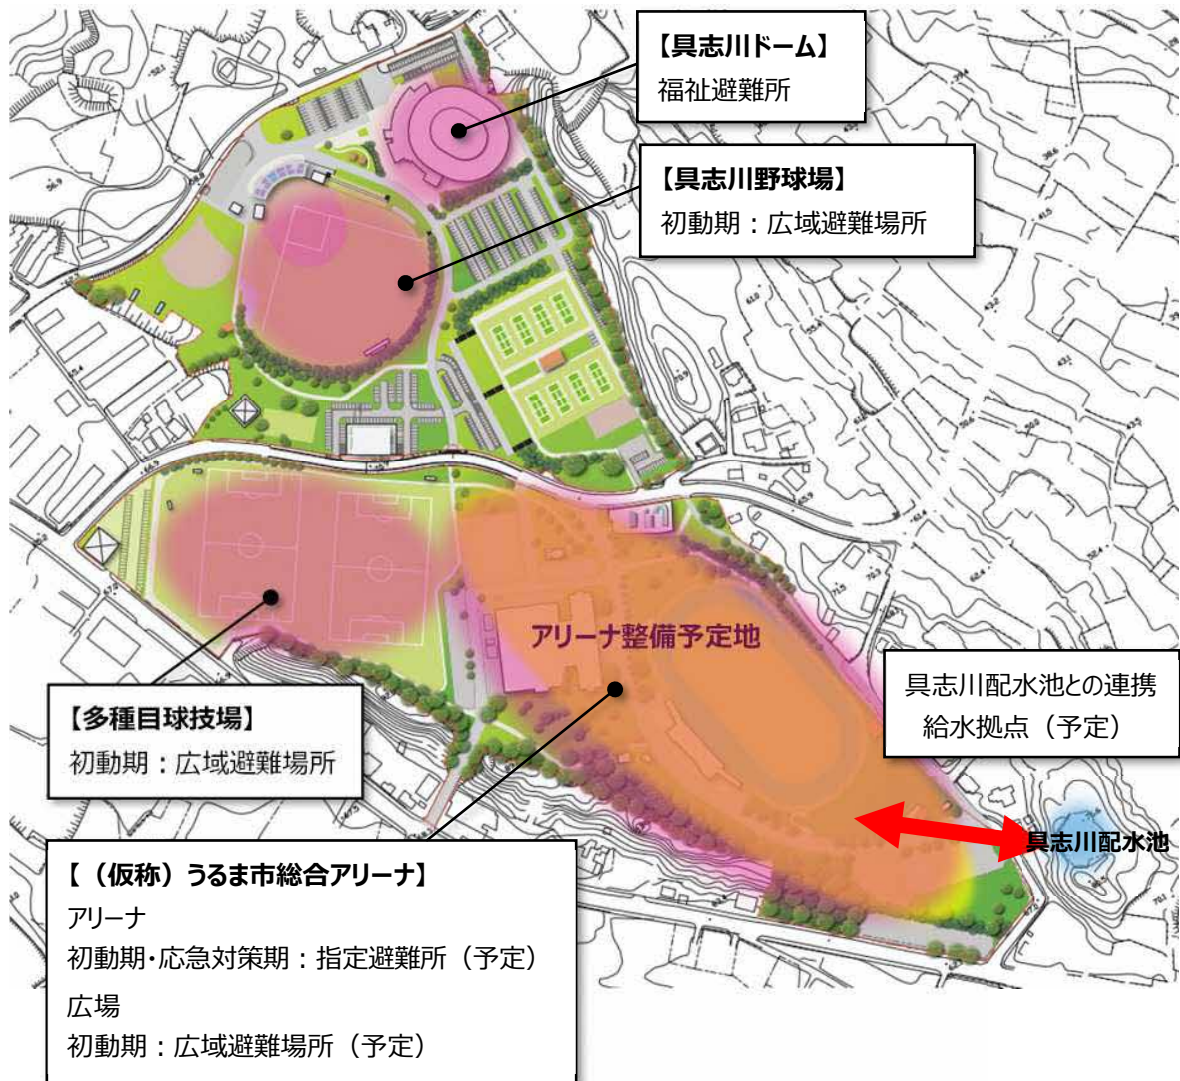 【具志川ドーム】
福祉避難所
【具志川野球場】
初動期：広域避難場所
アリーナ整備予定地
具志川配水池との連携
給水拠点（予定）
【多種目球技場】
初動期：広域避難場所
具志川配水池
【（仮称）うるま市総合アリーナ】
アリーナ
初動期・応急対策期：指定避難所（予定）
広場
初動期：広域避難場所（予定）